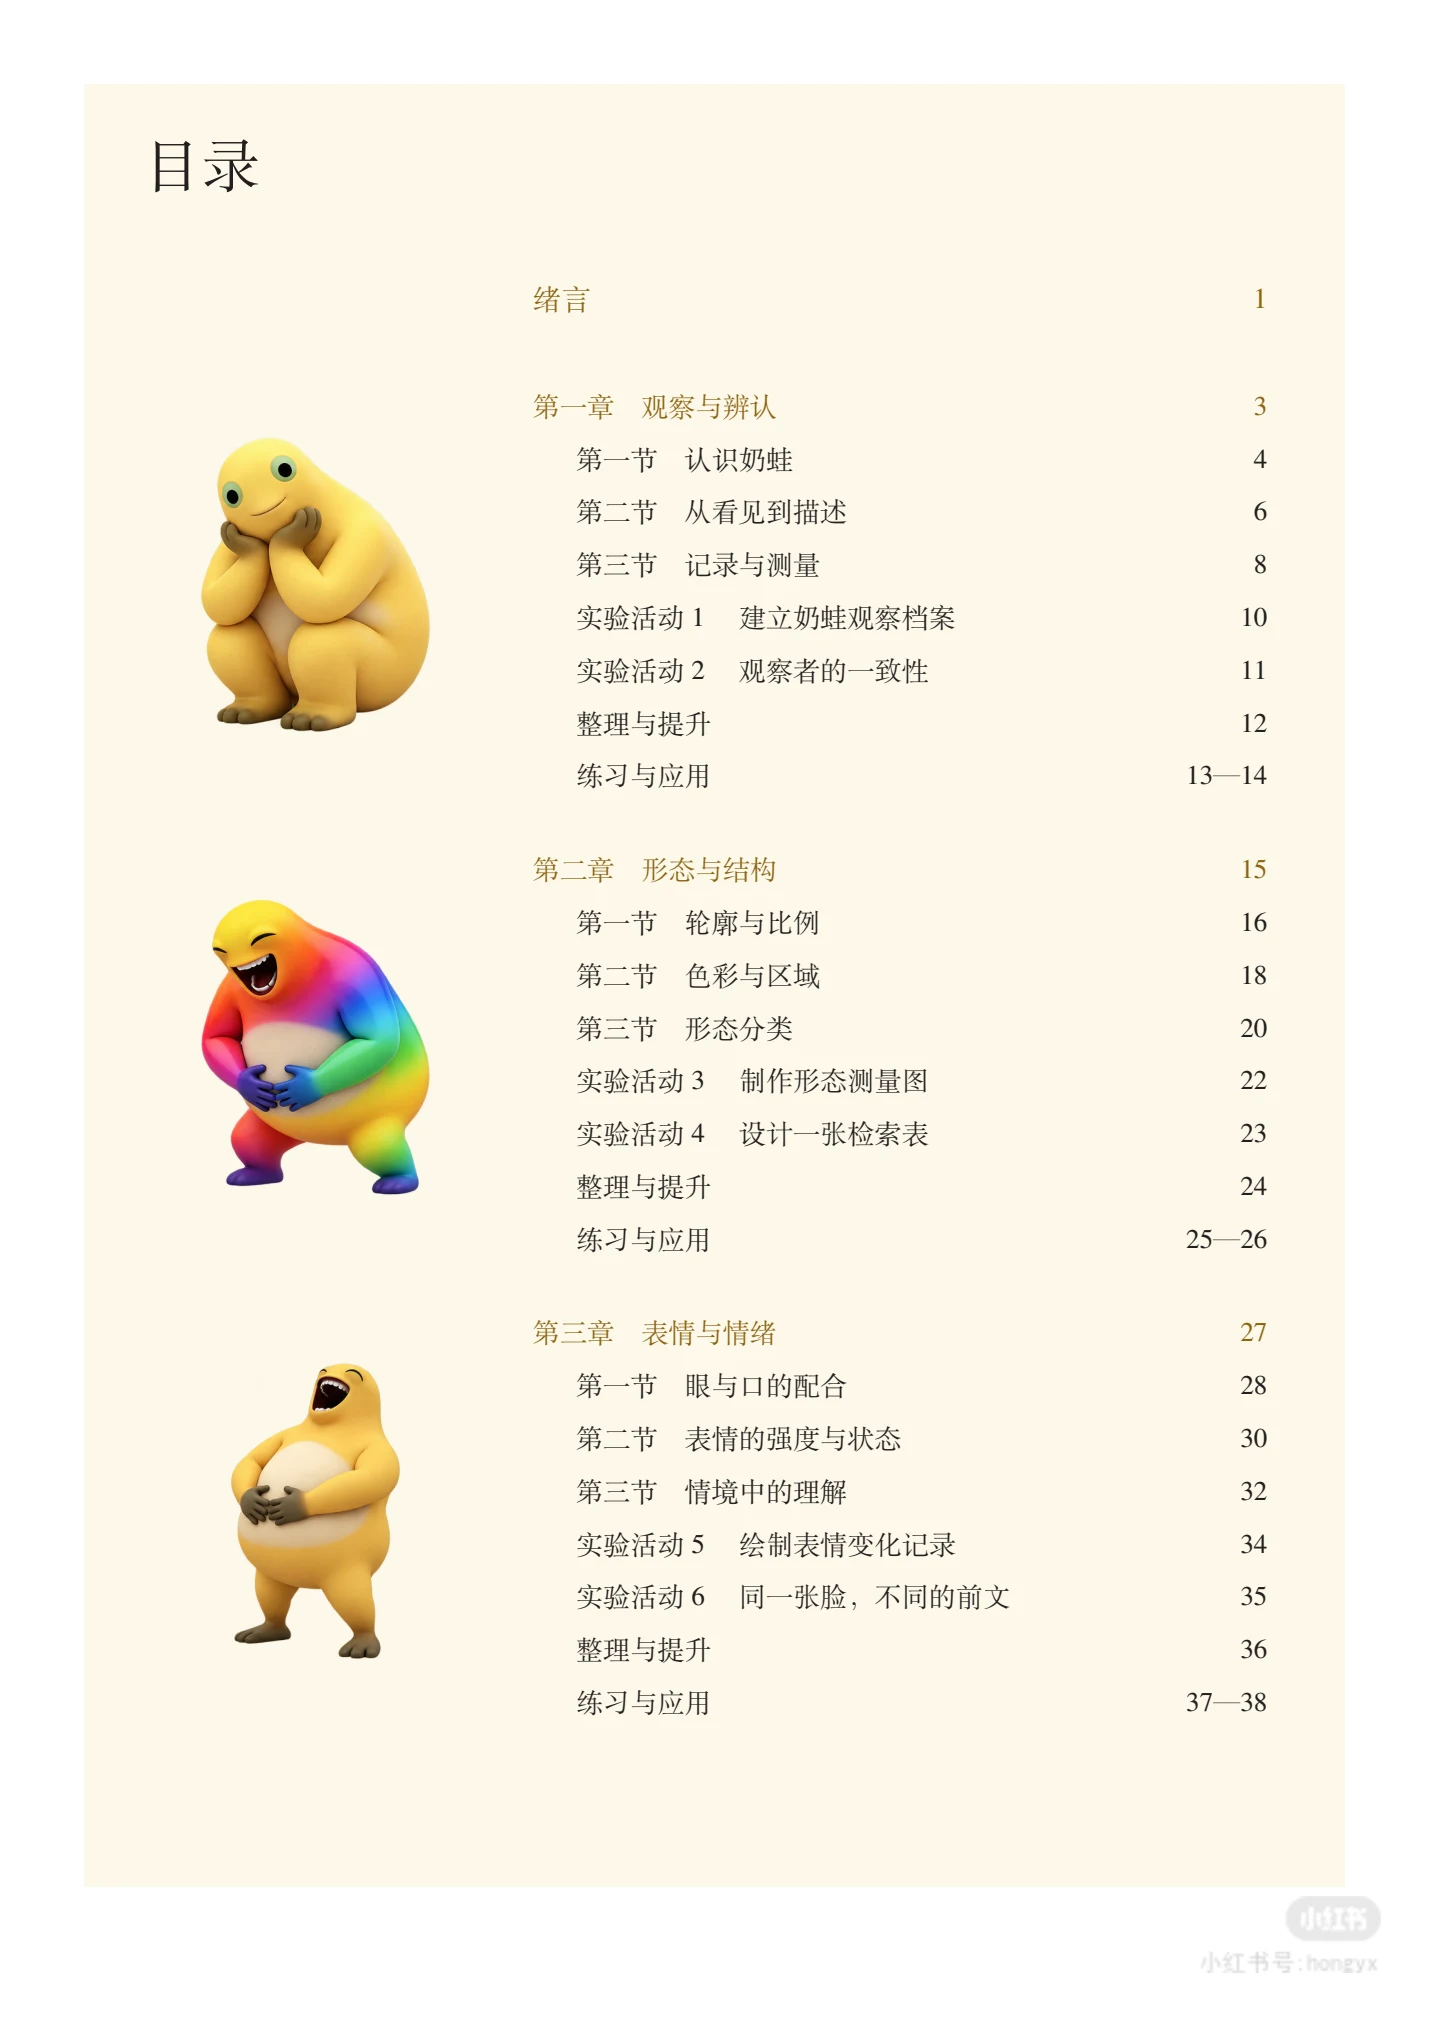 目录
绪言 1
第一章 观察与辨认 3
第一节 认识奶蛙 4
第二节 从看见到描述 6
第三节 记录与测量 8
实验活动 1 建立奶蛙观察档案 10
实验活动 2 观察者的一致性 11
整理与提升 12
练习与应用 13—14
第二章 形态与结构 15
第一节 轮廓与比例 16
第二节 色彩与区域 18
第三节 形态分类 20
实验活动 3 制作形态测量图 22
实验活动 4 设计一张检索表 23
整理与提升 24
练习与应用 25—26
第三章 表情与情绪 27
第一节 眼与口的配合 28
第二节 表情的强度与状态 30
第三节 情境中的理解 32
实验活动 5 绘制表情变化记录 34
实验活动 6 同一张脸，不同的前文 35
整理与提升 36
练习与应用 37—38
小红书
小红书号:hongyx